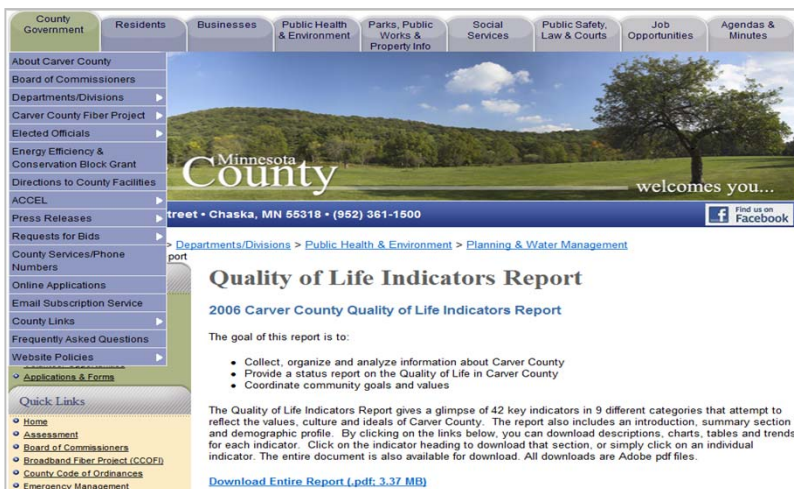 County
Government
Residents
Businesses
Public Health
& Environment
Parks, Public
Works &
Property Info
Social
Services
Public Safety,
Law & Courts
Job
Opportunities
Agendas &
Minutes
About Carver County
Board of Commissioners
Departments/Divisions
Carver County Fiber Project
Elected Officials
Energy Efficiency &
Conservation Block Grant
Directions to County Facilities
ACCEL
Press Releases
Requests for Bids
County Services/Phone
Numbers
Online Applications
Email Subscription Service
County Links
Frequently Asked Questions
Website Policies
Minnesota
County
welcomes you...
treet • Chaska, MN 55318 • (952) 361-1500
Find us on
Facebook
> Departments/Divisions > Public Health & Environment > Planning & Water Management
port
Quality of Life Indicators Report
2006 Carver County Quality of Life Indicators Report
The goal of this report is to:
• Collect, organize and analyze information about Carver County
• Provide a status report on the Quality of Life in Carver County
• Coordinate community goals and values
The Quality of Life Indicators Report gives a glimpse of 42 key indicators in 9 different categories that attempt to
reflect the values, culture and ideals of Carver County. The report also includes an introduction, summary section
and demographic profile. By clicking on the links below, you can download descriptions, charts, tables and trends
for each indicator. Click on the indicator heading to download that section, or simply click on an individual
indicator. The entire document is also available for download. All downloads are Adobe pdf files.
Download Entire Report (.pdf; 3.37 MB)
Applications & Forms
Quick Links
Home
Assessment
Board of Commissioners
Broadband Fiber Project (CCOFI)
County Code of
Ordinances
Emergency Management